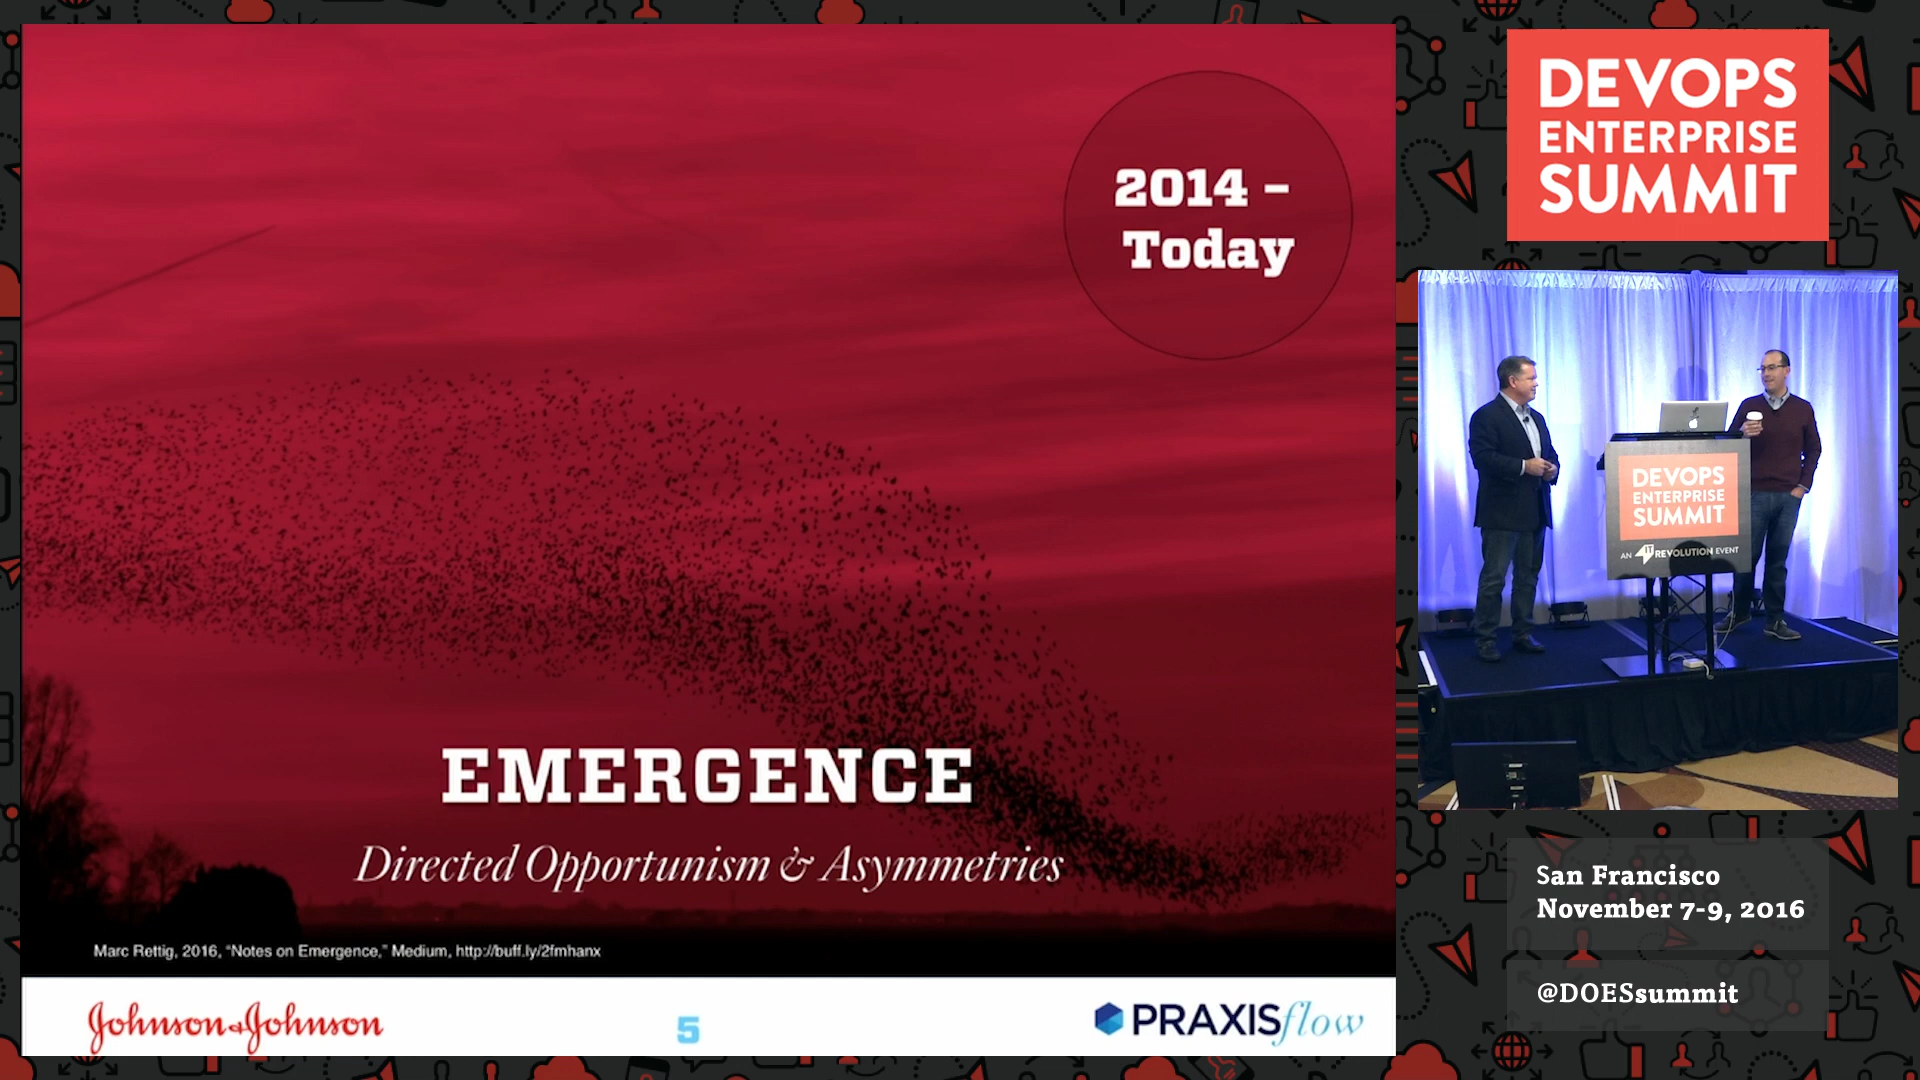 2014 –
Today
EMERGENCE
Directed Opportunism & Asymmetries
Marc Rettig, 2016, “Notes on Emergence,” Medium, http://buff.ly/2fmhanx
Johnson & Johnson
5
PRAXISflow
DEVOPS
ENTERPRISE
SUMMIT
DEVOPS
ENTERPRISE
SUMMIT
AN IT REVOLUTION EVENT
San Francisco
November 7-9, 2016
@DOESsummit